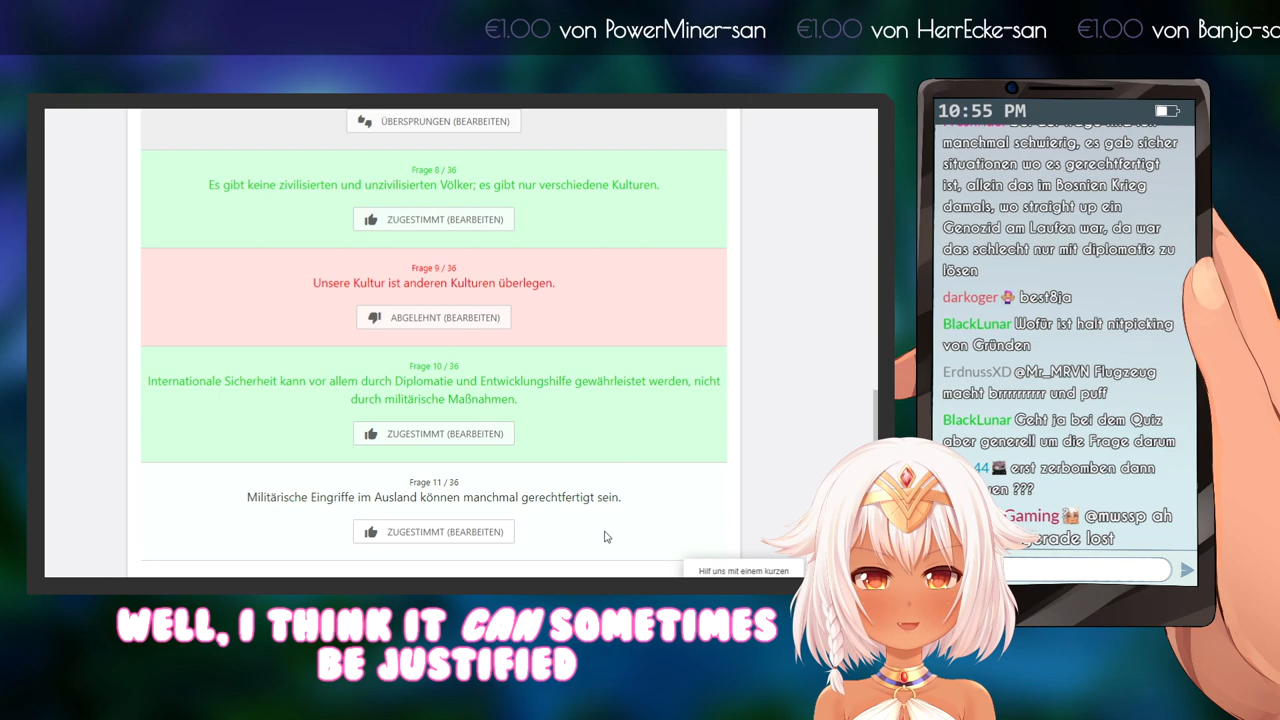 €1.00 von PowerMiner-san €1.00 von HerrEcke-san €1.00 von
ÜBERSPRUNGEN (BEARBEITEN)
Frage 8 / 36
Es gibt keine zivilisierten und unzivilisierten Völker; es gibt nur verschiedene Kulturen.
ZUGESTIMMT (BEARBEITEN)
Frage 9 / 36
Unsere Kultur ist anderen Kulturen überlegen.
ABGELEHNT (BEARBEITEN)
Frage 10 / 36
Internationale Sicherheit kann vor allem durch Diplomatie und Entwicklungshilfe gewährleistet werden, nicht
durch militärische Maßnahmen.
ZUGESTIMMT (BEARBEITEN)
Frage 11 / 36
Militärische Eingriffe im Ausland können manchmal gerechtfertigt sein.
ZUGESTIMMT (BEARBEITEN)
Hilf uns mit einem kurzen
10:55 PM
manchmal schwierig, es gab sicher
situationen wo es gerechtfertigt
ist, allein das im Bosnien Krieg
damals, wo straight up ein
Genozid am Laufen war, da war
das schlecht nur mit diplomatie zu
lösen
darkoger best8ja
BlackLunar Wofür ist halt nitpicking
von Gründen
ErdnussXD @Mr_MRVN Flugzeug
macht brrrrrrrrr und puff
BlackLunar Geht ja bei dem Quiz
aber generell um die Frage darum
44 erst zerbomben dann
???
Gaming @mwssp ah
gerade lost
WELL, I THINK IT CAN SOMETIMES
BE JUSTIFIED